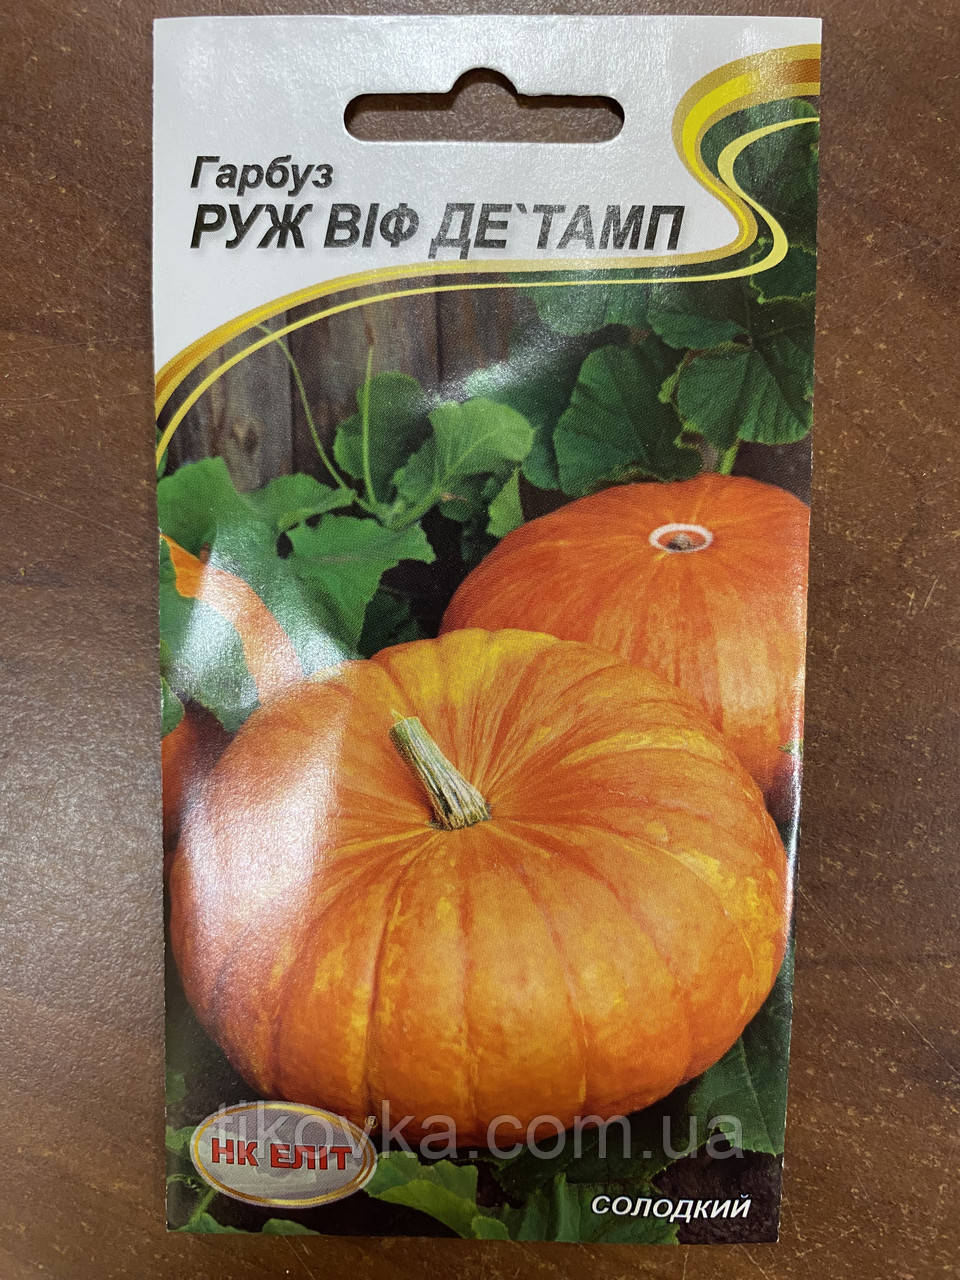 Гарбуз
РУЖ ВІФ ДЕ`ТАМП
tikovka.com.ua
НК ЕЛІТ
солодкий